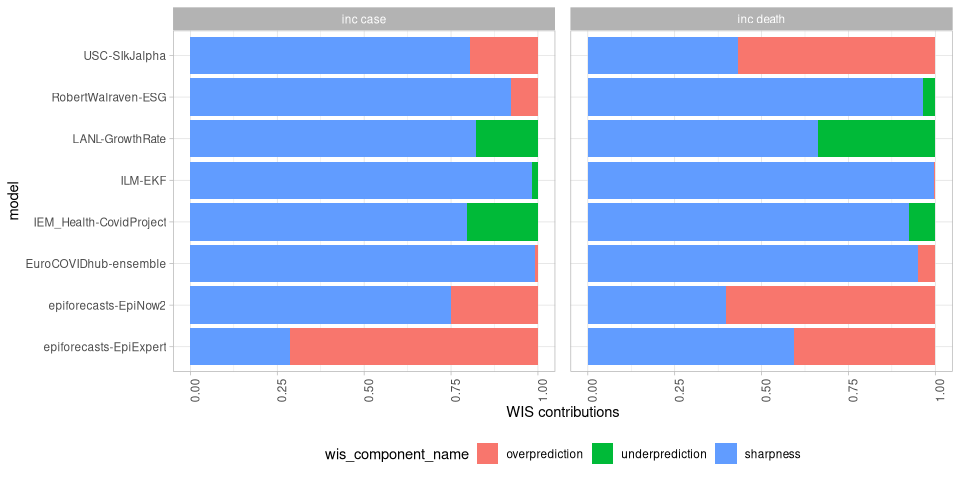 inc case
inc death
USC-SIkJalpha
RobertWalraven-ESG
LANL-GrowthRate
ILM-EKF
IEM_Health-CovidProject
EuroCOVIDhub-ensemble
epiforecasts-EpiNow2
epiforecasts-EpiExpert
model
0.00
0.25
0.50
0.75
1.00
0.00
0.25
0.50
0.75
1.00
WIS contributions
wis_component_name
overprediction
underprediction
sharpness